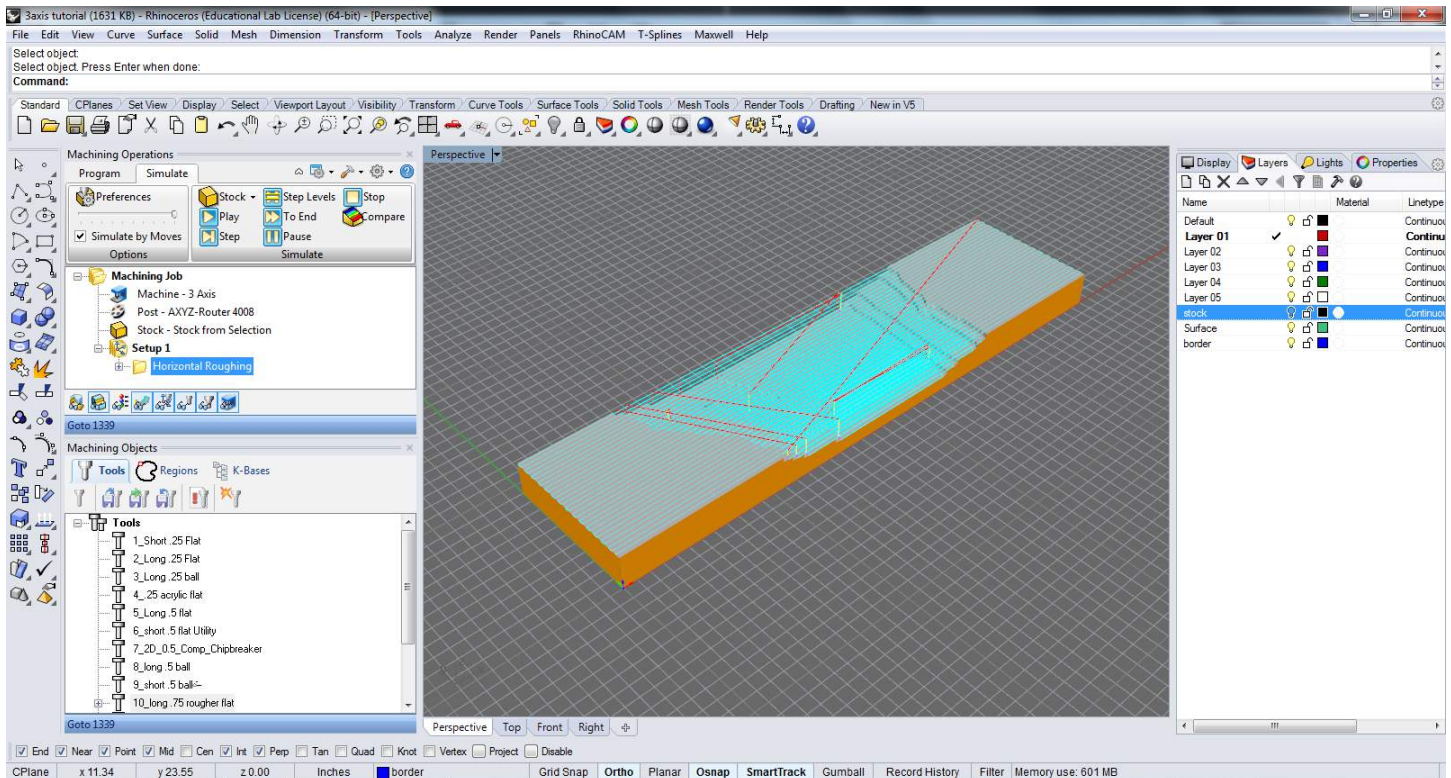 3axis tutorial (1631 KB) - Rhinoceros (Educational Lab License) (64-bit) - [Perspective]
File Edit View Curve Surface Solid Mesh Dimension Transform Tools Analyze Render Panels RhinoCAM T-Splines Maxwell Help
Select object:
Select object. Press Enter when done:
Command:
Standard CPlanes Set View Display Select Viewport Layout Visibility Transform Curve Tools Surface Tools Solid Tools Mesh Tools Render Tools Drafting New in V5
Machining Operations
Program Simulate
Preferences
Simulate by Moves
Options
Stock Step Levels Stop
Play To End Compare
Step Pause
Simulate
Machining Job
Machine - 3 Axis
Post - AXYZ-Router 4008
Stock - Stock from Selection
Setup 1
Horizontal Roughing
Goto 1339
Machining Objects
Tools Regions K-Bases
Tools
1_Short .25 Flat
2_Long .25 Flat
3_Long .25 ball
4_.25 acrylic flat
5_Long .5 flat
6_short .5 flat Utility
7_2D_0.5_Comp_Chipbreaker
8_long .5 ball
9_short .5 ball<-
10_long .75 rougher flat
Goto 1339
Perspective
Perspective Top Front Right
Display Layers Lights Properties
Name Material Linetype
Default Continuou
Layer 01 Continu
Layer 02 Continuou
Layer 03 Continuou
Layer 04 Continuou
Layer 05 Continuou
stock Continuou
Surface Continuou
border Continuou
End Near Point Mid Cen Int Perp Tan Quad Knot Vertex Project Disable
CPlane x 11.34 y 23.55 z 0.00 Inches border Grid Snap Ortho Planar Osnap SmartTrack Gumball Record History Filter Memory use: 601 MB